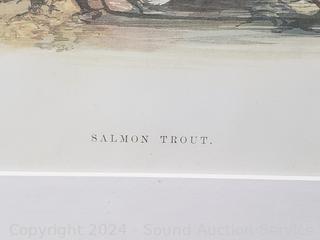 SALMON TROUT.
Copyright 2024 - Sound Auction Service